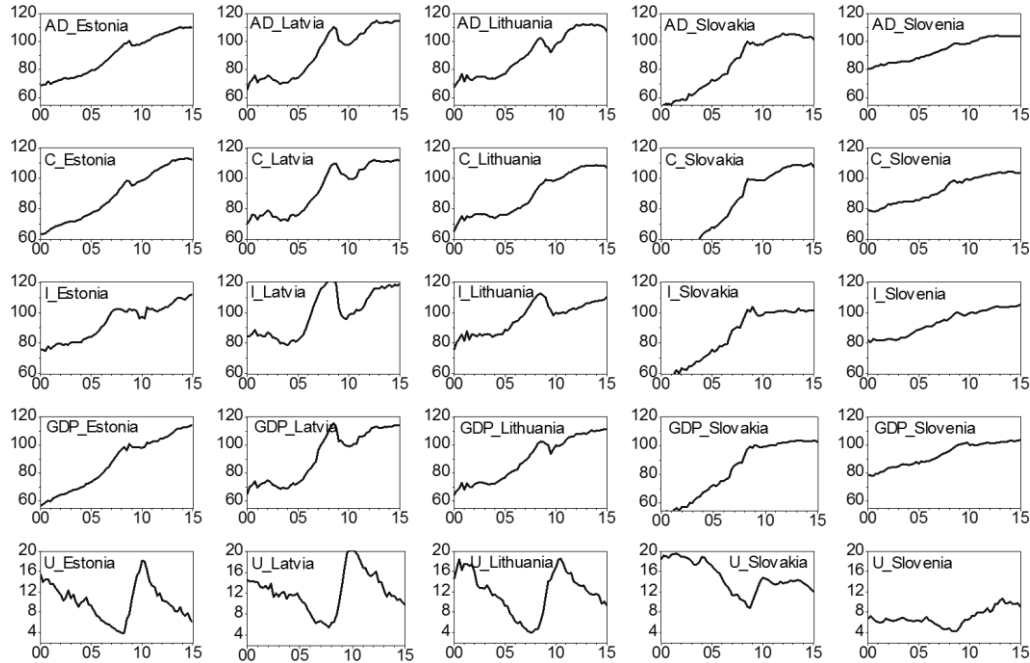 120 120 120 120 120
AD_Estonia AD_Latvia AD_Lithuania AD_Slovakia AD_Slovenia
100 100 100 100 100
80 80 80 80 80
60 60 60 60 60
00 05 10 15 00 05 10 15 00 05 10 15 00 05 10 15 00 05 10 15
120 120 120 120 120
C_Estonia C_Latvia C_Lithuania C_Slovakia C_Slovenia
100 100 100 100 100
80 80 80 80 80
60 60 60 60 60
00 05 10 15 00 05 10 15 00 05 10 15 00 05 10 15 00 05 10 15
120 120 120 120 120
I_Estonia I_Latvia I_Lithuania I_Slovakia I_Slovenia
100 100 100 100 100
80 80 80 80 80
60 60 60 60 60
00 05 10 15 00 05 10 15 00 05 10 15 00 05 10 15 00 05 10 15
120 120 120 120 120
GDP_Estonia GDP_Latvia GDP_Lithuania GDP_Slovakia GDP_Slovenia
100 100 100 100 100
80 80 80 80 80
60 60 60 60 60
00 05 10 15 00 05 10 15 00 05 10 15 00 05 10 15 00 05 10 15
20 20 20 20 20
U_Estonia U_Latvia U_Lithuania U_Slovakia U_Slovenia
16 16 16 16 16
12 12 12 12 12
8 8 8 8 8
4 4 4 4 4
00 05 10 15 00 05 10 15 00 05 10 15 00 05 10 15 00 05 10 15